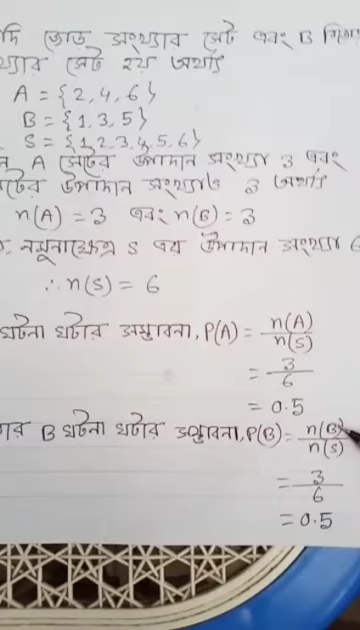 যদি জোড় সংখ্যার সেট এবং B বিজোড়
সংখ্যার সেট হয় অর্থাৎ
A = {2, 4, 6}
B = {1, 3, 5}
S = {1, 2, 3, 4, 5, 6}
A সেটের উপাদান সংখ্যা 3 এবং
সেটের উপাদান সংখ্যাও 3 অর্থাৎ
n(A) = 3 এবং n(B) = 3
নমুনাক্ষেত্র S এর উপাদান সংখ্যা 6
∴ n(S) = 6
ঘটনা ঘটার সম্ভাবনা, P(A) = n(A)/n(S)
= 3/6
= 0.5
আর B ঘটনা ঘটার সম্ভাবনা, P(B) = n(B)/n(S)
= 3/6
= 0.5